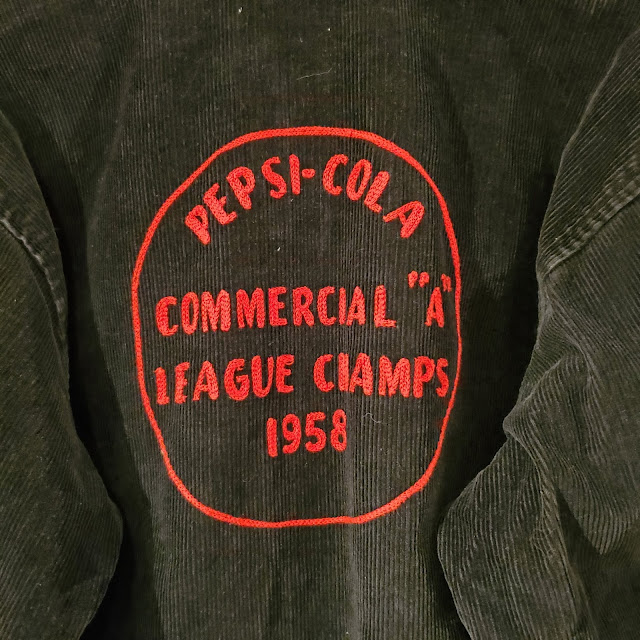 PEPSI-COLA
COMMERCIAL "A"
LEAGUE CIAMPS
1958